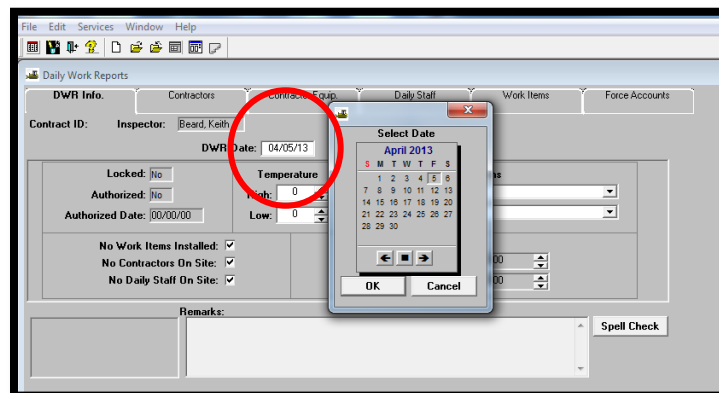 File Edit Services Window Help
Daily Work Reports
DWR Info. Contractors Contractor Equip. Daily Staff Work Items Force Accounts
Contract ID: Inspector: Beard, Keith
DWR Date: 04/05/13
Locked: No
Authorized: No
Authorized Date: 00/00/00
Temperature
High: 0
Low: 0
No Work Items Installed:
No Contractors On Site:
No Daily Staff On Site:
Remarks:
Spell Check
Select Date
April 2013
S M T W T F S
1 2 3 4 5 6
7 8 9 10 11 12 13
14 15 16 17 18 19 20
21 22 23 24 25 26 27
28 29 30
OK Cancel